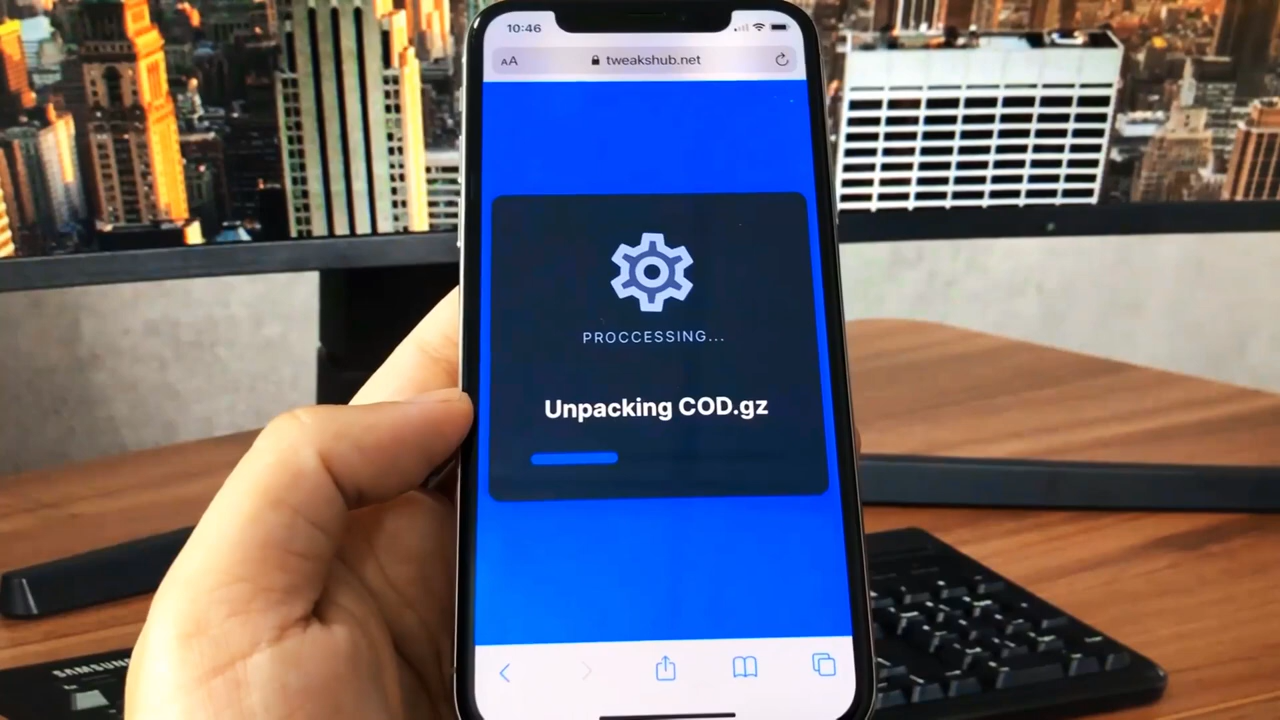 10:46
AA tweakshub.net
PROCCESSING...
Unpacking COD.gz
SAMSUNG